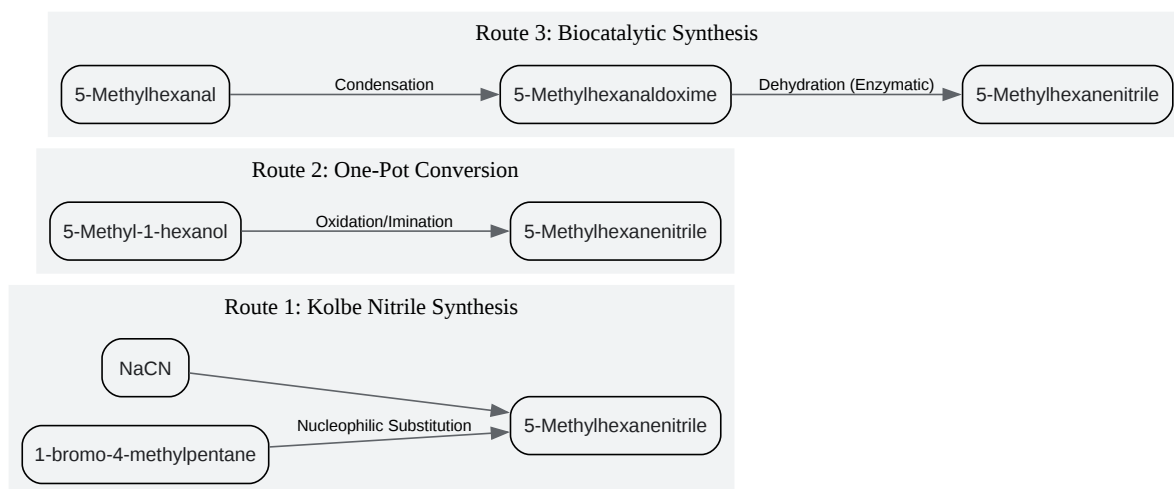 Route 3: Biocatalytic Synthesis
5-Methylhexanal
Condensation
5-Methylhexanaldoxime
Dehydration (Enzymatic)
5-Methylhexanenitrile
Route 2: One-Pot Conversion
5-Methyl-1-hexanol
Oxidation/Imination
5-Methylhexanenitrile
Route 1: Kolbe Nitrile Synthesis
NaCN
1-bromo-4-methylpentane
Nucleophilic Substitution
5-Methylhexanenitrile